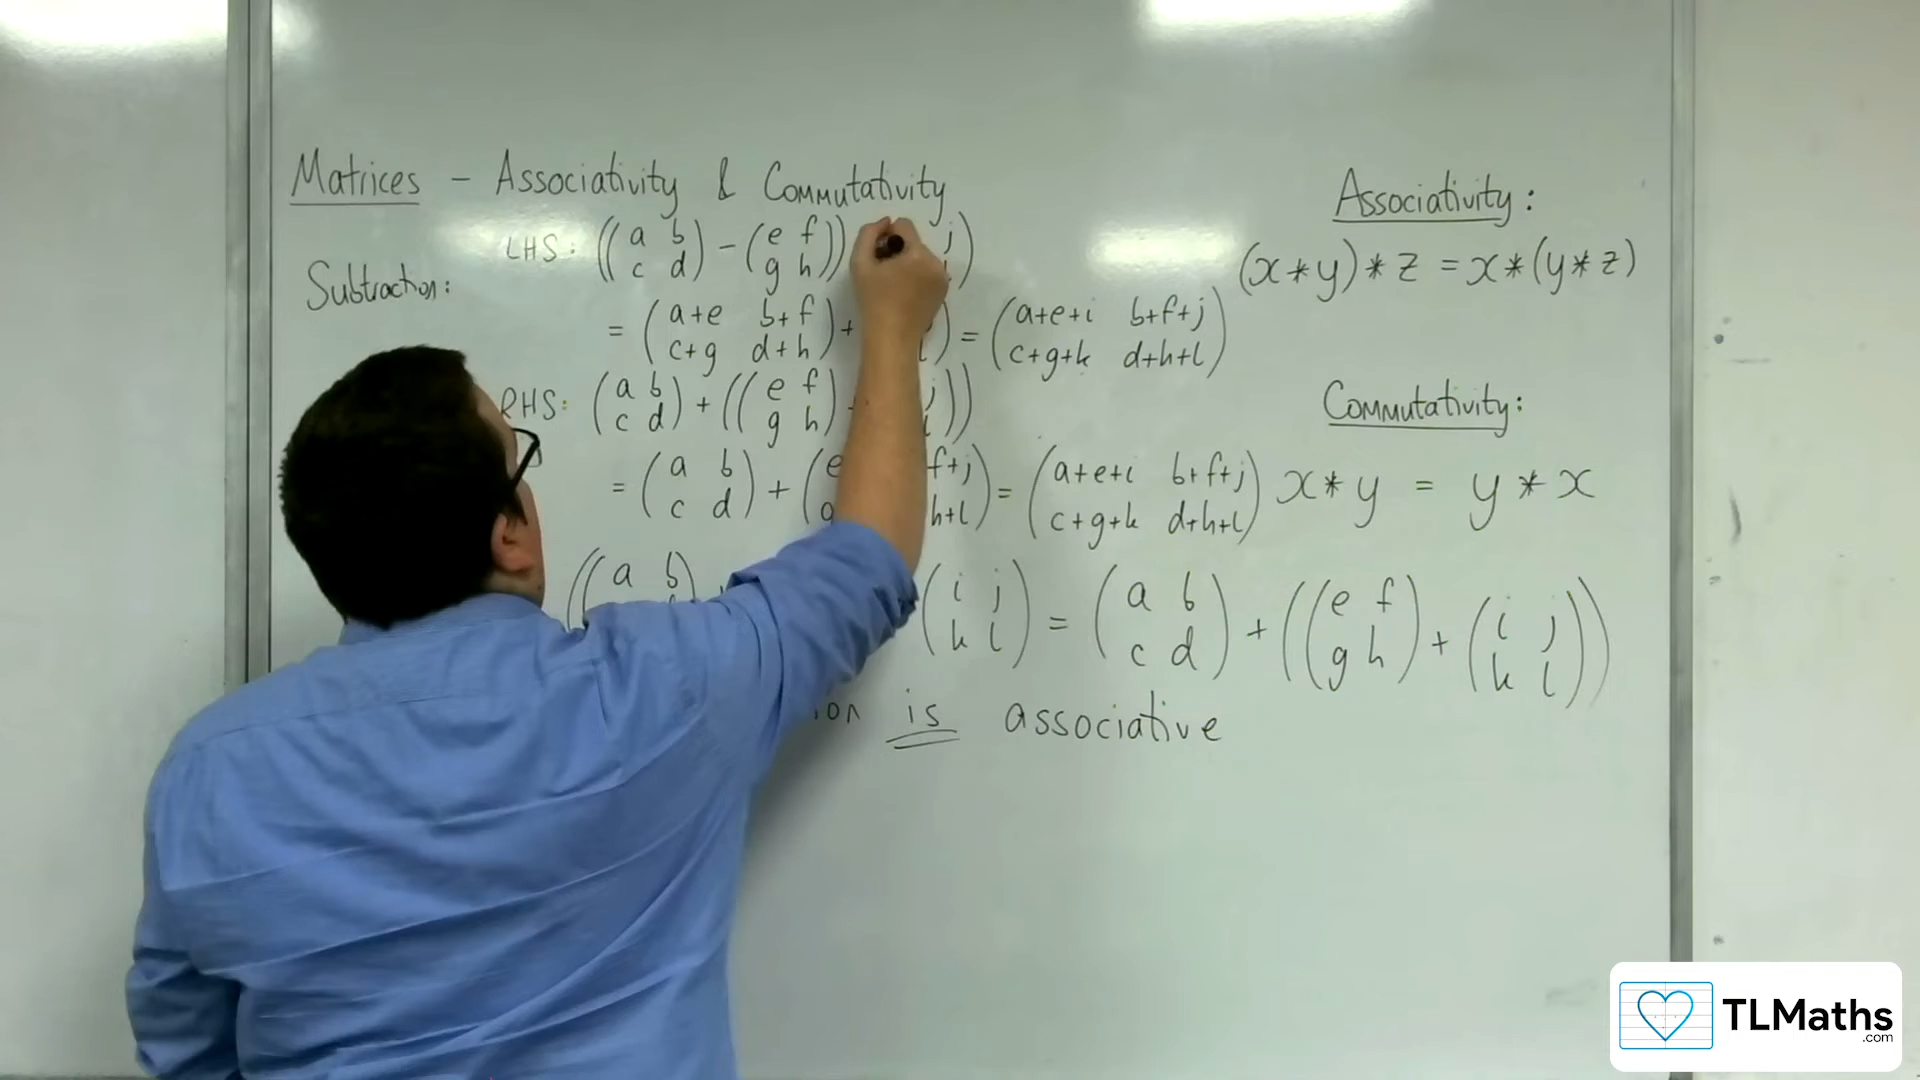 Matrices - Associativity & Commutativity
Subtraction:
LHS: ((a b) - (e f)) j)
c d g h
= (a+e b+f) + ) = (a+e+i b+f+j)
c+g d+h l c+g+k d+h+l
RHS: (a b) + ((e f) j))
c d g h l
= (a b) + (e f+j) = (a+e+i b+f+j)
c d g h+l c+g+k d+h+l
((a b) (i j) = (a b) + ((e f) + (i j))
k l c d g h k l
is associative
Associativity:
(x*y)*z = x*(y*z)
Commutativity:
x*y = y*x
TLMaths
.com